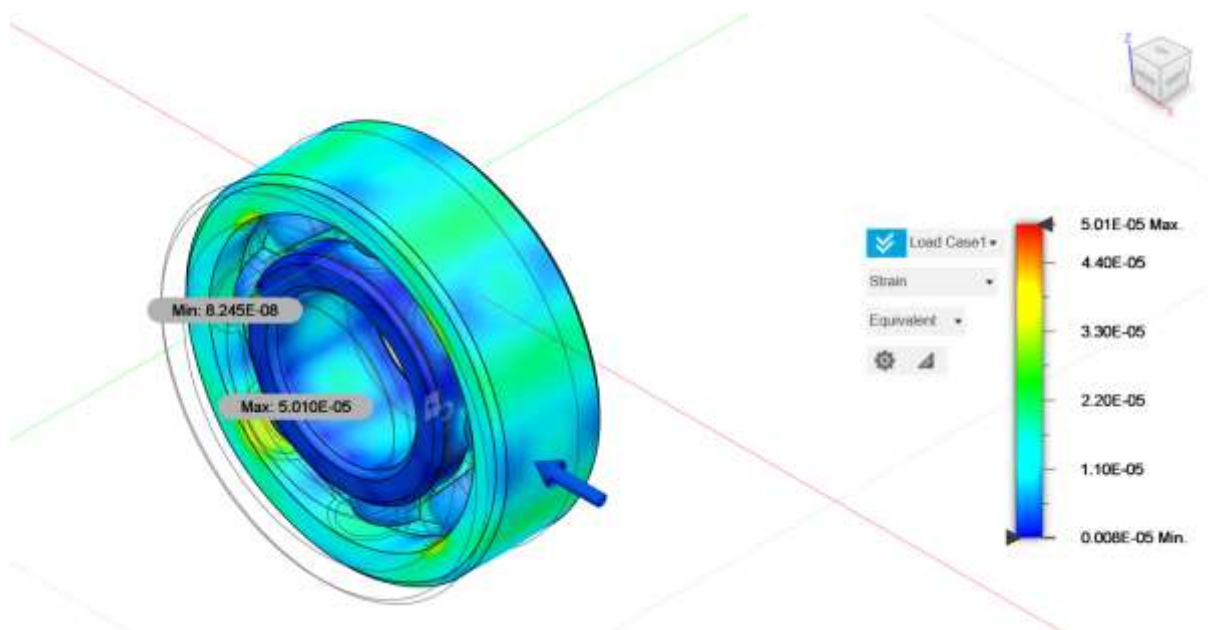 Z
Min: 8.245E-08
Max: 5.010E-05
Load Case1
Strain
Equivalent
5.01E-05 Max.
4.40E-05
3.30E-05
2.20E-05
1.10E-05
0.008E-05 Min.